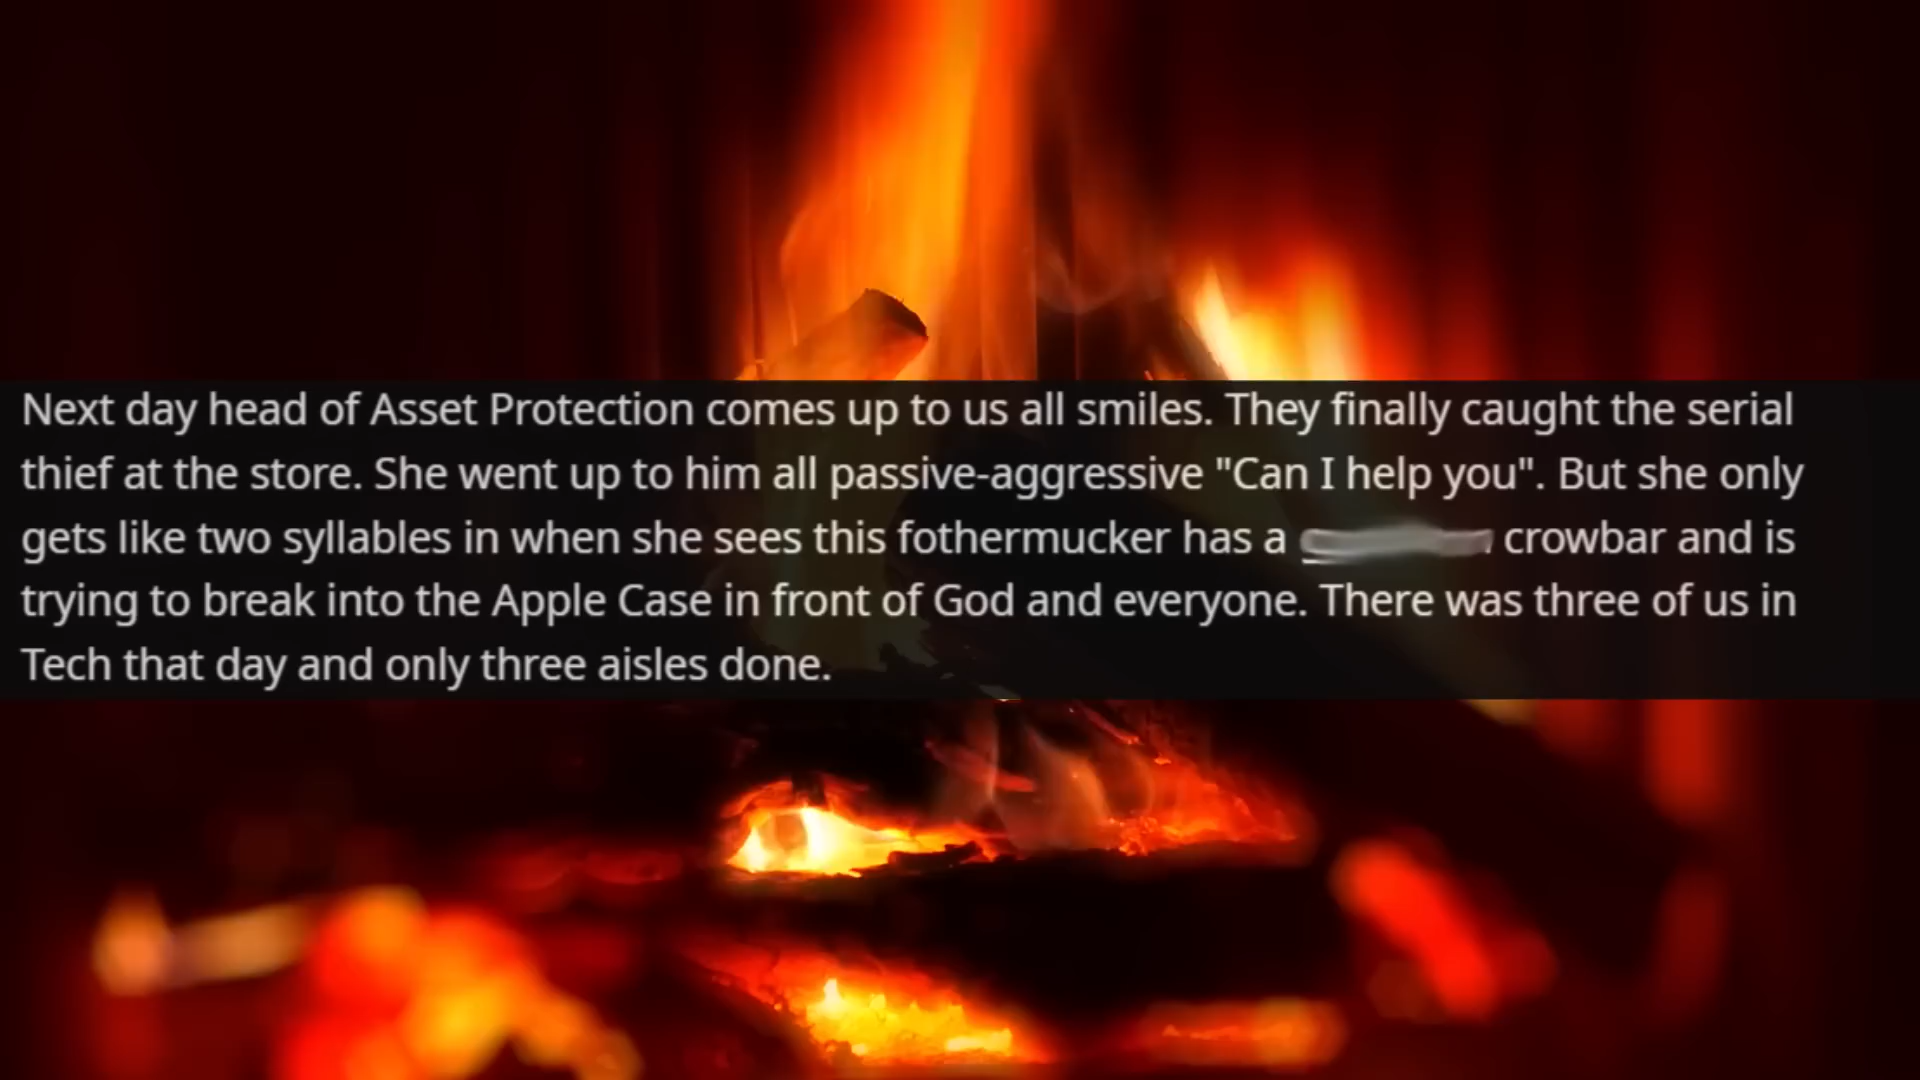 Next day head of Asset Protection comes up to us all smiles. They finally caught the serial
thief at the store. She went up to him all passive-aggressive "Can I help you". But she only
gets like two syllables in when she sees this fothermucker has a crowbar and is
trying to break into the Apple Case in front of God and everyone. There was three of us in
Tech that day and only three aisles done.